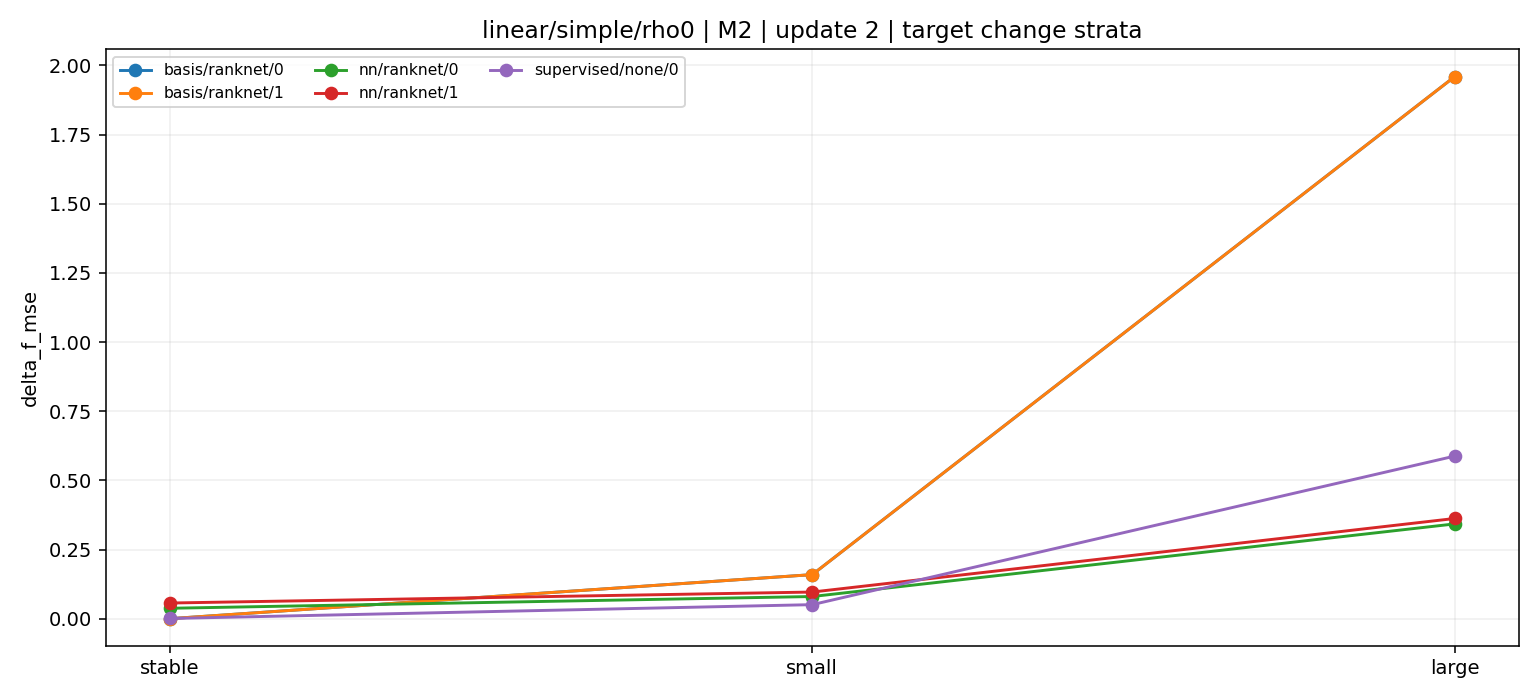 linear/simple/rho0 | M2 | update 2 | target change strata
basis/ranknet/0
basis/ranknet/1
nn/ranknet/0
nn/ranknet/1
supervised/none/0
delta_f_mse
2.00
1.75
1.50
1.25
1.00
0.75
0.50
0.25
0.00
stable
small
large